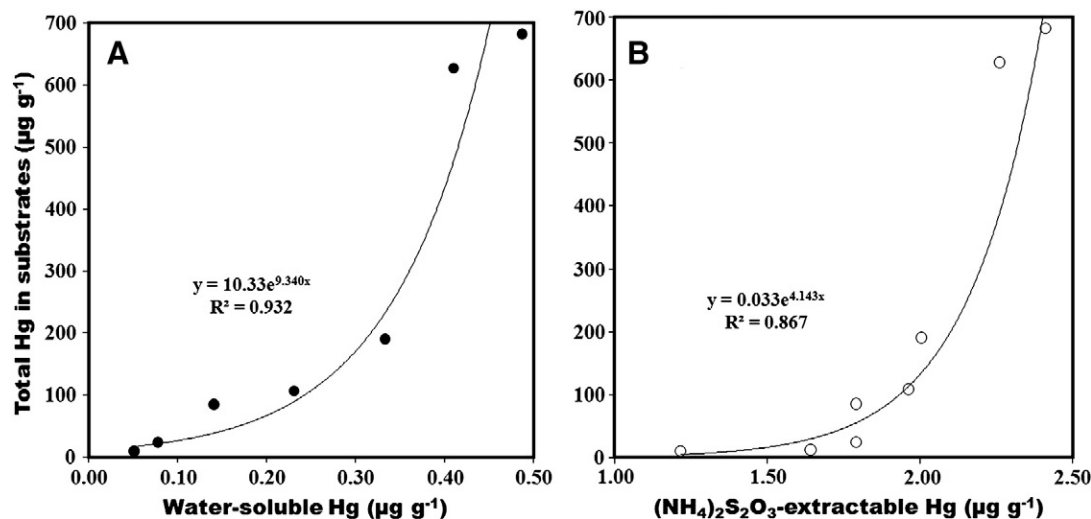 A
Total Hg in substrates (µg g⁻¹)
700
600
500
400
300
200
100
0
y = 10.33e^9.340x
R² = 0.932
0.00 0.10 0.20 0.30 0.40 0.50
Water-soluble Hg (µg g⁻¹)
B
700
600
500
400
300
200
100
0
y = 0.033e^4.143x
R² = 0.867
1.00 1.50 2.00 2.50
(NH₄)₂S₂O₃-extractable Hg (µg g⁻¹)